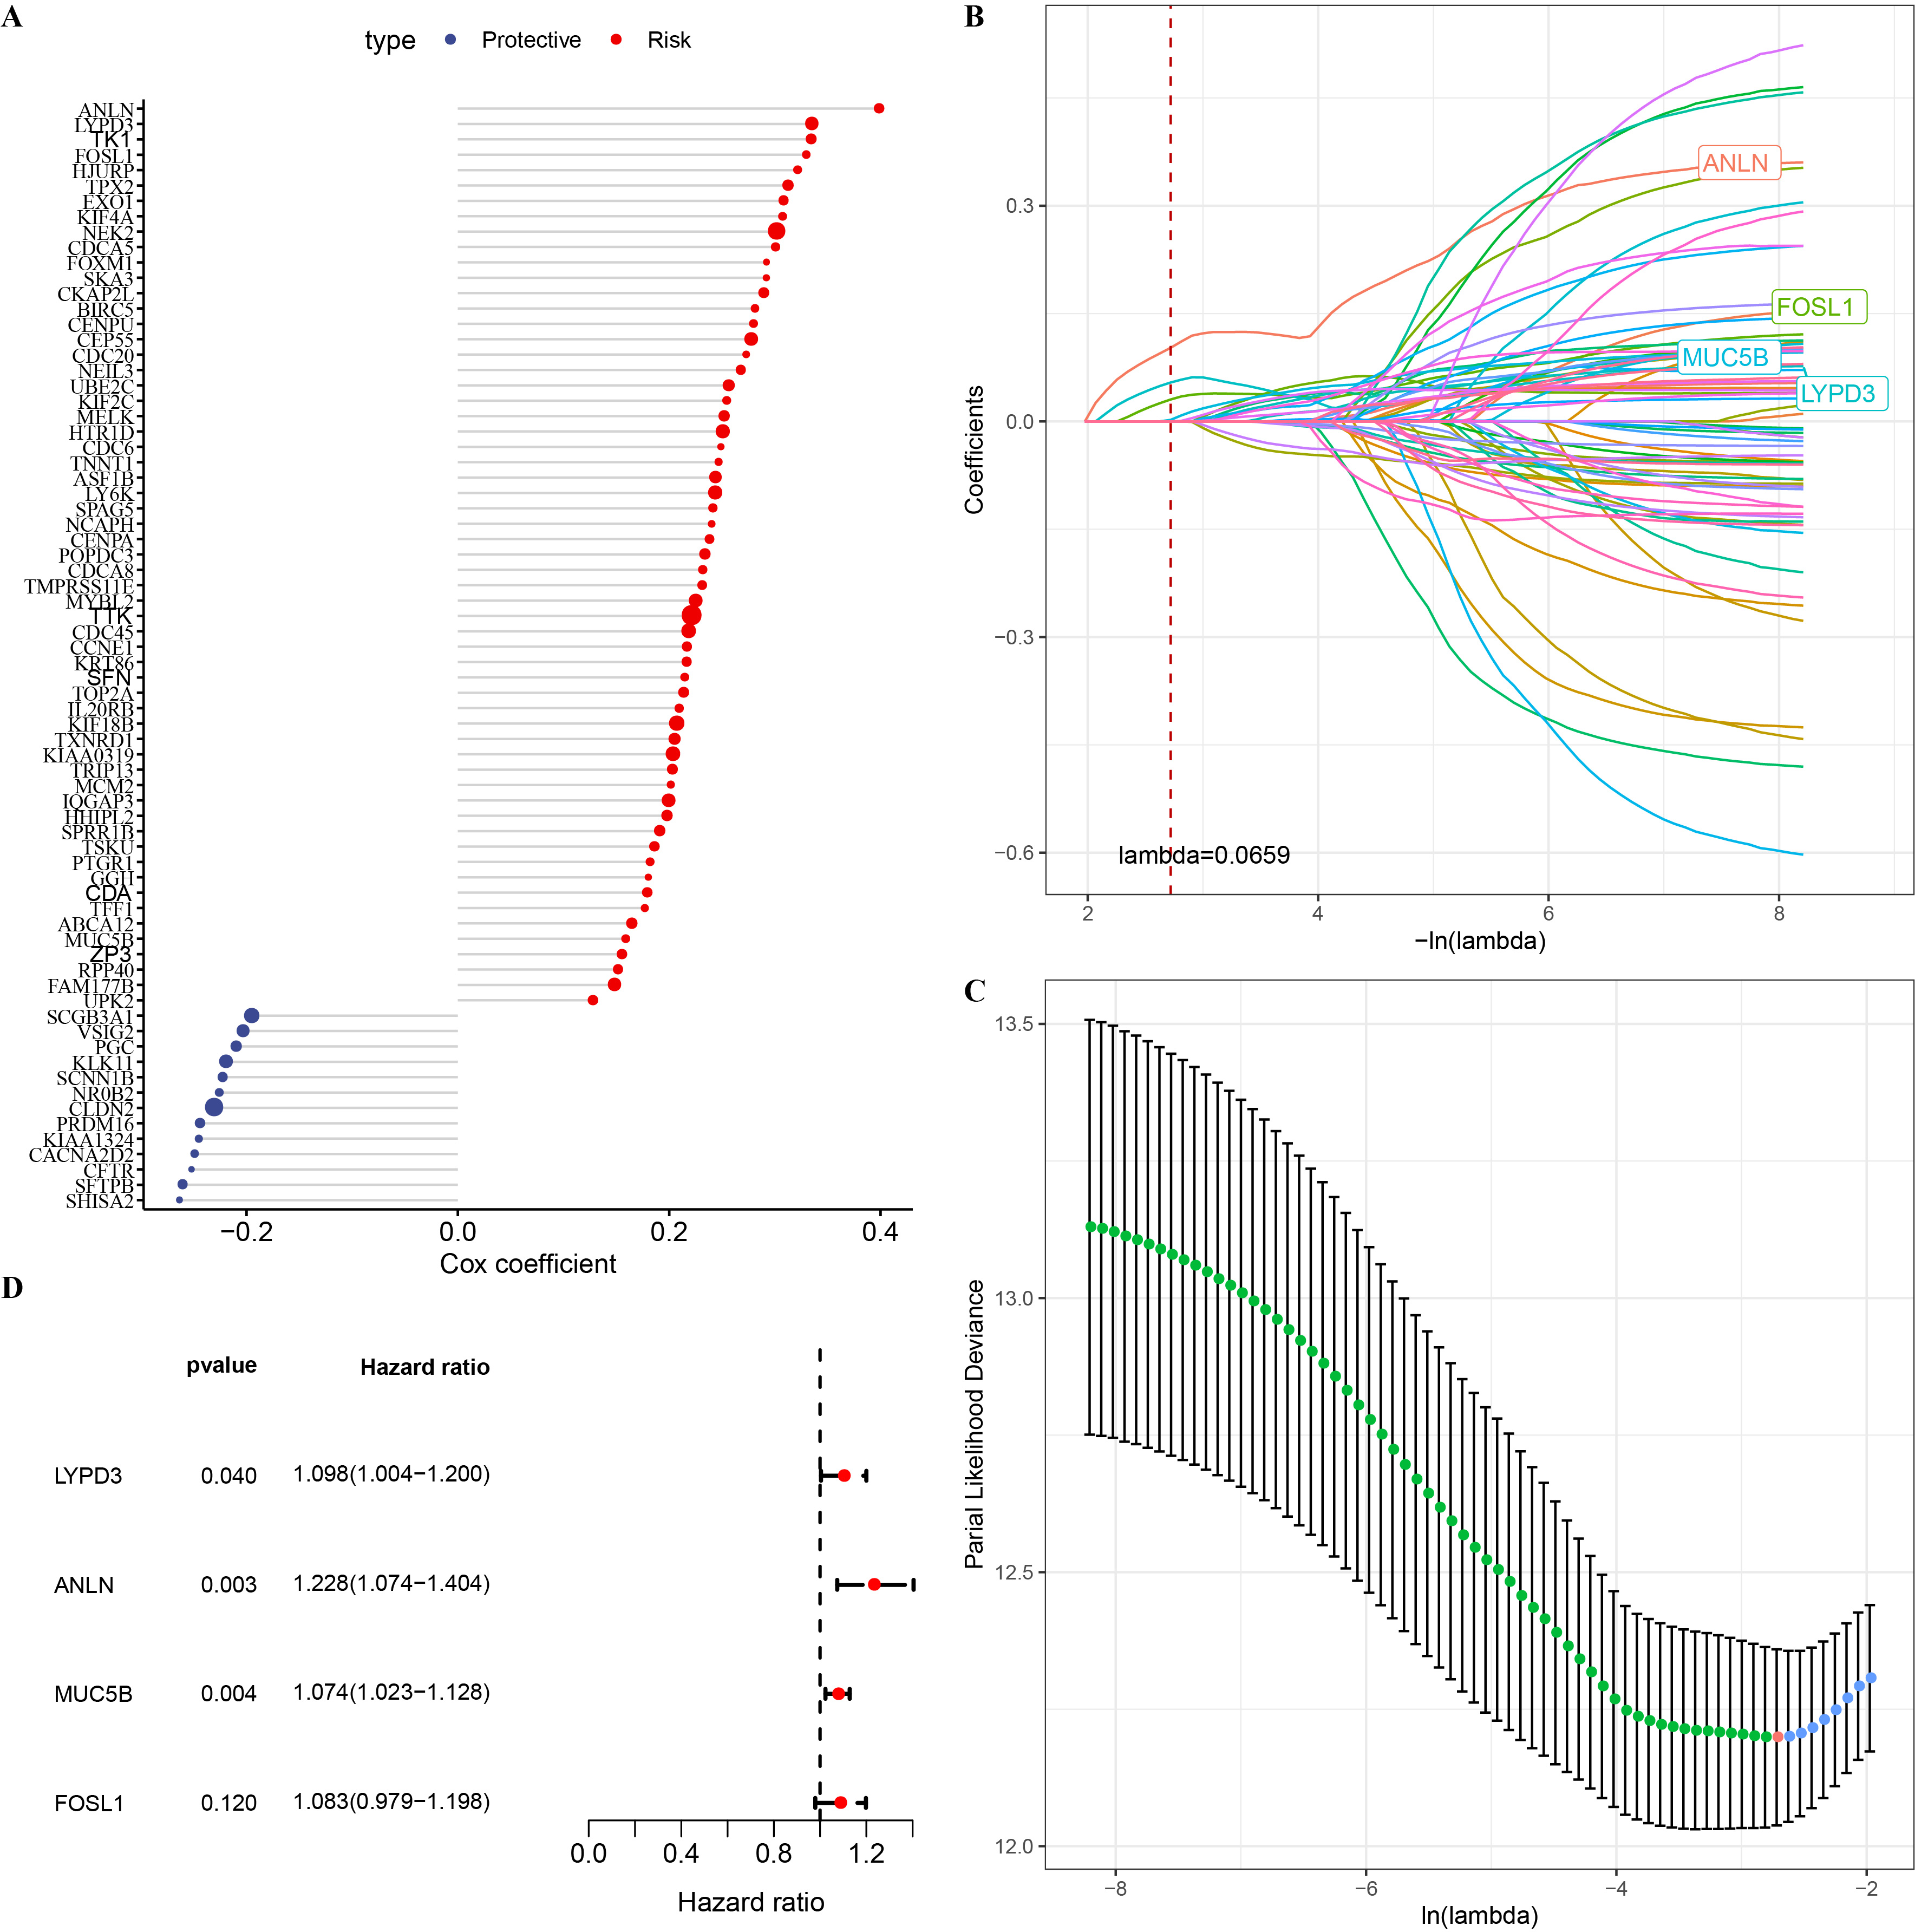 A
type Protective Risk
ANLN
LYPD3
TK1
FOSL1
HJURP
TPX2
EXO1
KIF4A
NEK2
CDCA5
FOXM1
SKA3
CKAP2L
BIRC5
CENPU
CEP55
CDC20
NEIL3
UBE2C
KIF2C
MELK
HTR1D
CDC6
TNNT1
ASF1B
LY6K
SPAG5
NCAPH
CENPA
POPDC3
CDCA8
TMPRSS11E
MYBL2
TTK
CDC45
CCNE1
KRT86
SFN
TOP2A
IL20RB
KIF18B
TXNRD1
KIAA0319
TRIP13
MCM2
IQGAP3
HHIPL2
SPRR1B
TSKU
PTGR1
GGH
CDA
TFF1
ABCA12
MUC5B
ZP3
RPP40
FAM177B
UPK2
SCGB3A1
VSIG2
PGC
KLK11
SCNN1B
NR0B2
CLDN2
PRDM16
KIAA1324
CACNA2D2
CFTR
SFTPB
SHISA2
−0.2 0.0 0.2 0.4
Cox coefficient
B
Coefficients
0.3
0.0
−0.3
−0.6
ANLN
FOSL1
MUC5B
LYPD3
lambda=0.0659
2 4 6 8
−ln(lambda)
C
Parial Likelihood Deviance
13.5
13.0
12.5
12.0
−8 −6 −4 −2
ln(lambda)
D
pvalue Hazard ratio
LYPD3 0.040 1.098(1.004−1.200)
ANLN 0.003 1.228(1.074−1.404)
MUC5B 0.004 1.074(1.023−1.128)
FOSL1 0.120 1.083(0.979−1.198)
0.0 0.4 0.8 1.2
Hazard ratio